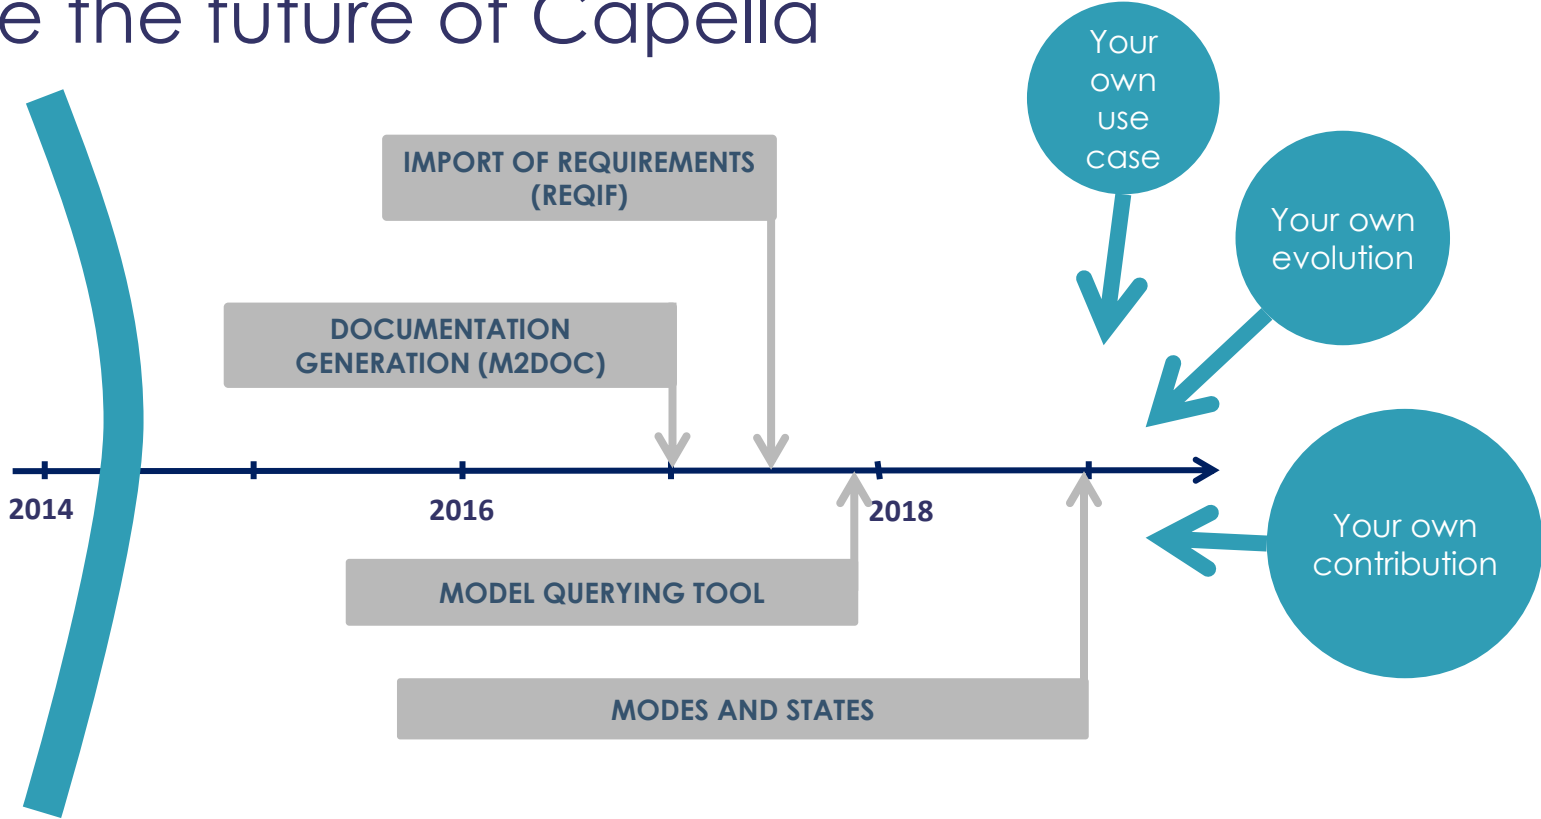 e the future of Capella
Your
own
use
case
IMPORT OF REQUIREMENTS
(REQIF)
Your own
evolution
DOCUMENTATION
GENERATION (M2DOC)
2014
2016
2018
Your own
contribution
MODEL QUERYING TOOL
MODES AND STATES